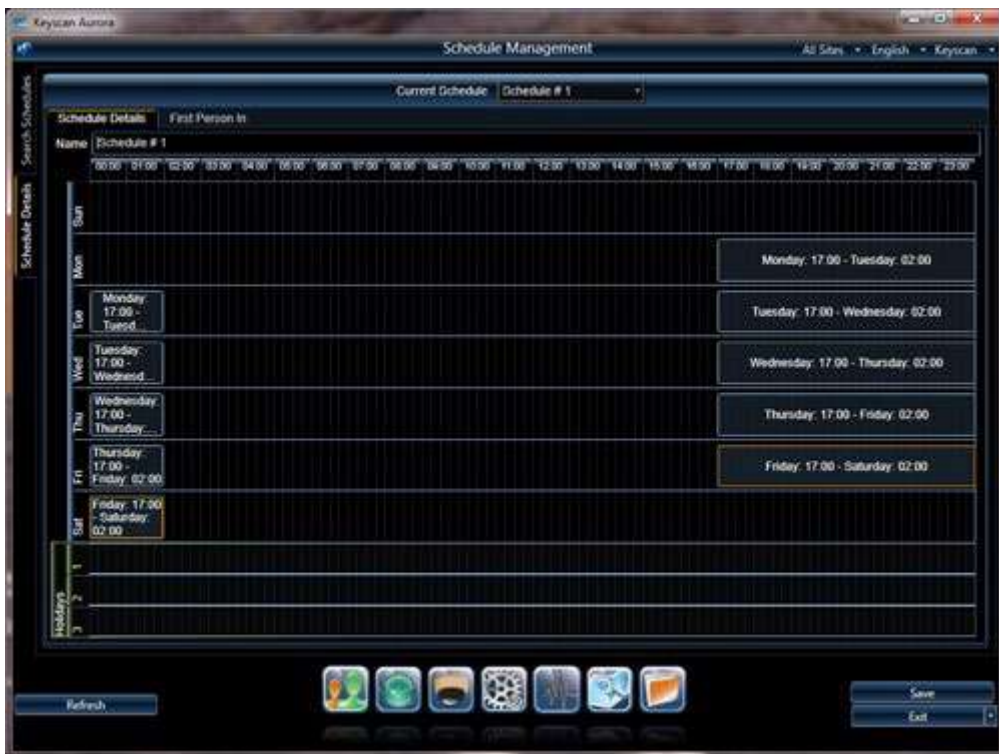 Keyscan Aurora
Schedule Management
All Sites
English
Keyscan
Search Schedules
Schedule Details
Current Schedule
Schedule # 1
Schedule Details
First Person In
Name
Schedule # 1
00:00 01:00 02:00 03:00 04:00 05:00 06:00 07:00 08:00 09:00 10:00 11:00 12:00 13:00 14:00 15:00 16:00 17:00 18:00 19:00 20:00 21:00 22:00 23:00
Sun
Mon
Monday: 17:00 - Tuesday: 02:00
Tue
Monday:
17:00 -
Tuesd...
Tuesday: 17:00 - Wednesday: 02:00
Wed
Tuesday:
17:00 -
Wednesd...
Wednesday: 17:00 - Thursday: 02:00
Thu
Wednesday:
17:00 -
Thursday:...
Thursday: 17:00 - Friday: 02:00
Fri
Thursday:
17:00 -
Friday: 02:00
Friday: 17:00 - Saturday: 02:00
Sat
Friday: 17:00
- Saturday:
02:00
Holidays
1
2
3
Refresh
Save
Exit